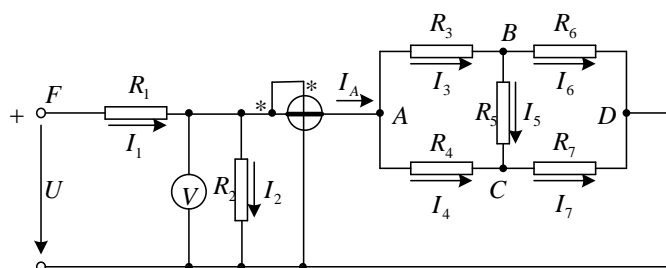 R3 B R6
F R1 * * IA I3 I6
+ A R5 I5 D
I1 R4 R7
U V R2 I2 C
I4 I7